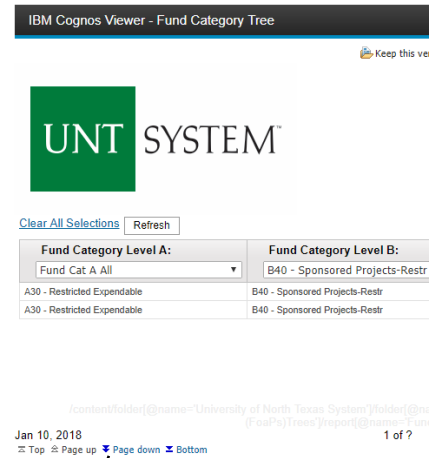 IBM Cognos Viewer - Fund Category Tree
Keep this ver
UNT SYSTEM™
Clear All Selections Refresh
Fund Category Level A: Fund Category Level B:
Fund Cat A All B40 - Sponsored Projects-Restr
A30 - Restricted Expendable B40 - Sponsored Projects-Restr
A30 - Restricted Expendable B40 - Sponsored Projects-Restr
/content/folder[@name='University of North Texas System']/folder[@na
(FoaPs)Trees']/report[@name='Fund
Jan 10, 2018 1 of ?
Top Page up Page down Bottom